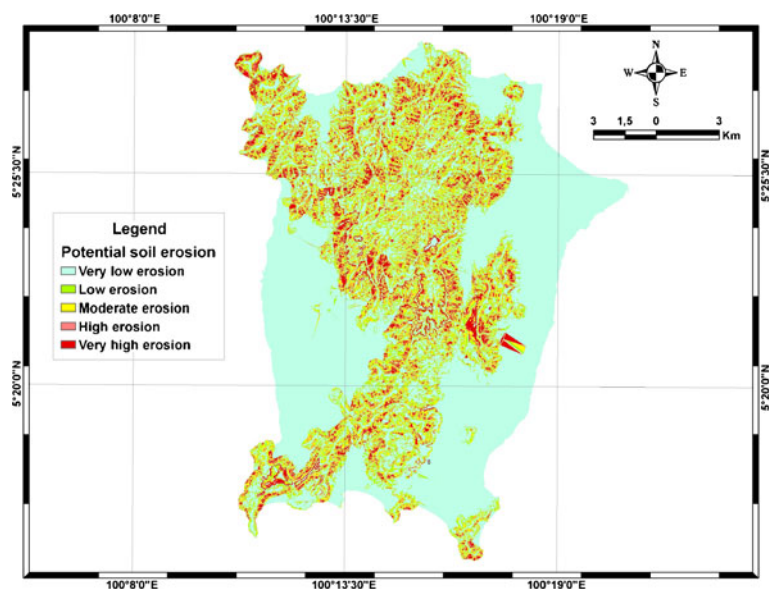 100°8'0"E 100°13'30"E 100°19'0"E
N
W E
S
3 1,5 0 3
Km
5°25'30"N 5°25'30"N
Legend
Potential soil erosion
Very low erosion
Low erosion
Moderate erosion
High erosion
Very high erosion
5°20'0"N 5°20'0"N
100°8'0"E 100°13'30"E 100°19'0"E